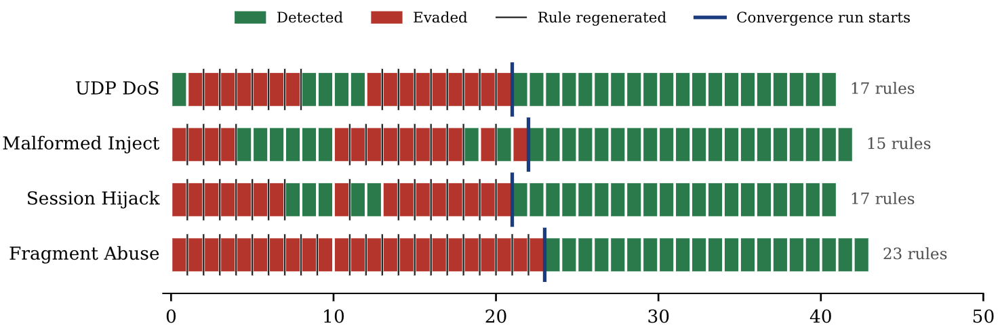 Detected Evaded Rule regenerated Convergence run starts
UDP DoS 17 rules
Malformed Inject 15 rules
Session Hijack 17 rules
Fragment Abuse 23 rules
0 10 20 30 40 50